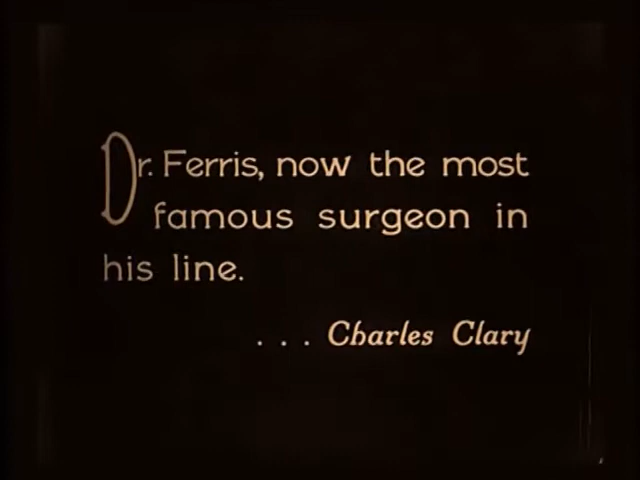 Dr. Ferris, now the most
famous surgeon in
his line.
. . . Charles Clary